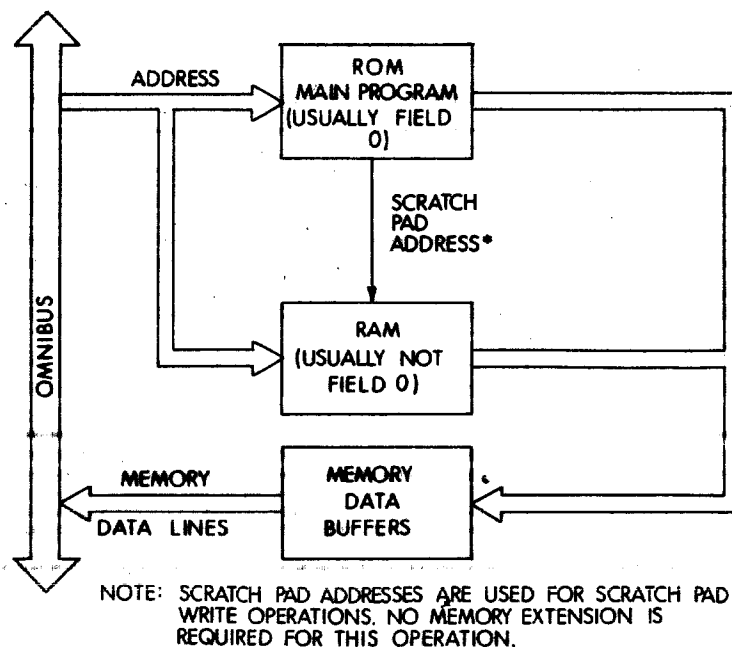 ADDRESS
ROM
MAIN PROGRAM
(USUALLY FIELD
0)
SCRATCH
PAD
ADDRESS*
RAM
(USUALLY NOT
FIELD 0)
OMNIBUS
MEMORY
DATA LINES
MEMORY
DATA
BUFFERS
NOTE: SCRATCH PAD ADDRESSES ARE USED FOR SCRATCH PAD
WRITE OPERATIONS. NO MEMORY EXTENSION IS
REQUIRED FOR THIS OPERATION.